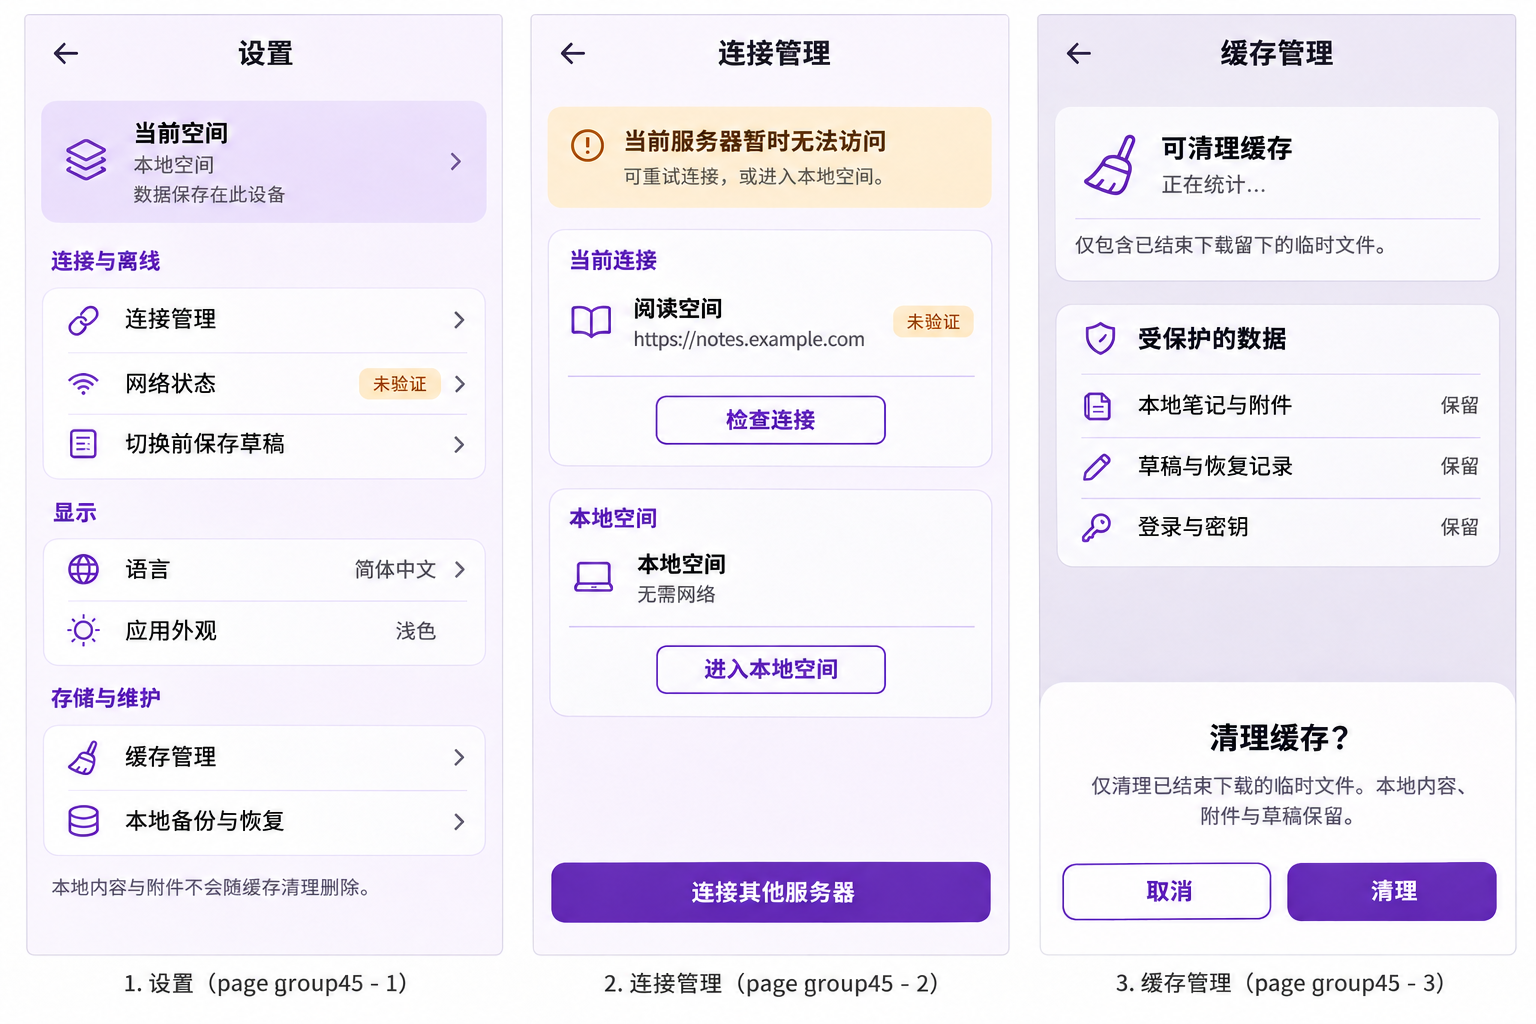 设置
当前空间
本地空间
数据保存在此设备
连接与离线
连接管理
网络状态 未验证
切换前保存草稿
显示
语言 简体中文
应用外观 浅色
存储与维护
缓存管理
本地备份与恢复
本地内容与附件不会随缓存清理删除。
1. 设置（page group45 - 1）
连接管理
当前服务器暂时无法访问
可重试连接，或进入本地空间。
当前连接
阅读空间
https://notes.example.com
未验证
检查连接
本地空间
本地空间
无需网络
进入本地空间
连接其他服务器
2. 连接管理（page group45 - 2）
缓存管理
可清理缓存
正在统计...
仅包含已结束下载留下的临时文件。
受保护的数据
本地笔记与附件 保留
草稿与恢复记录 保留
登录与密钥 保留
清理缓存？
仅清理已结束下载的临时文件。本地内容、
附件与草稿保留。
取消 清理
3. 缓存管理（page group45 - 3）